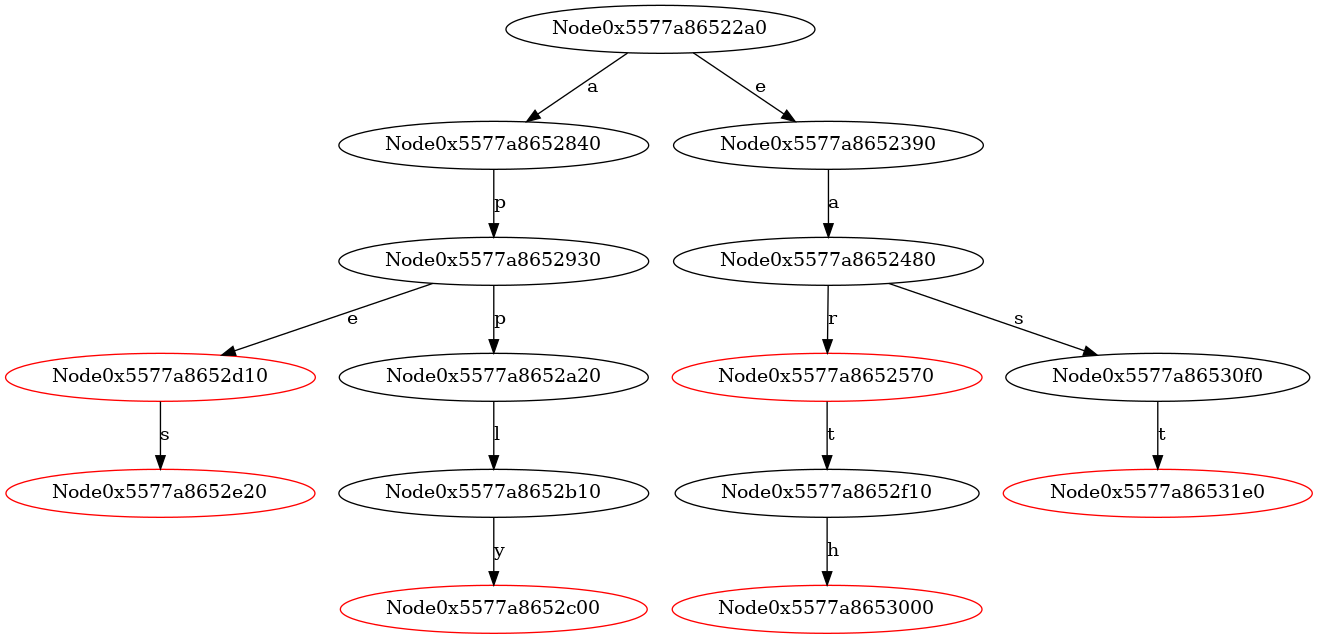 Node0x5577a86522a0
a
e
Node0x5577a8652840
Node0x5577a8652390
p
a
Node0x5577a8652930
Node0x5577a8652480
e
p
r
s
Node0x5577a8652d10
Node0x5577a8652a20
Node0x5577a8652570
Node0x5577a86530f0
s
l
t
t
Node0x5577a8652e20
Node0x5577a8652b10
Node0x5577a8652f10
Node0x5577a86531e0
y
h
Node0x5577a8652c00
Node0x5577a8653000